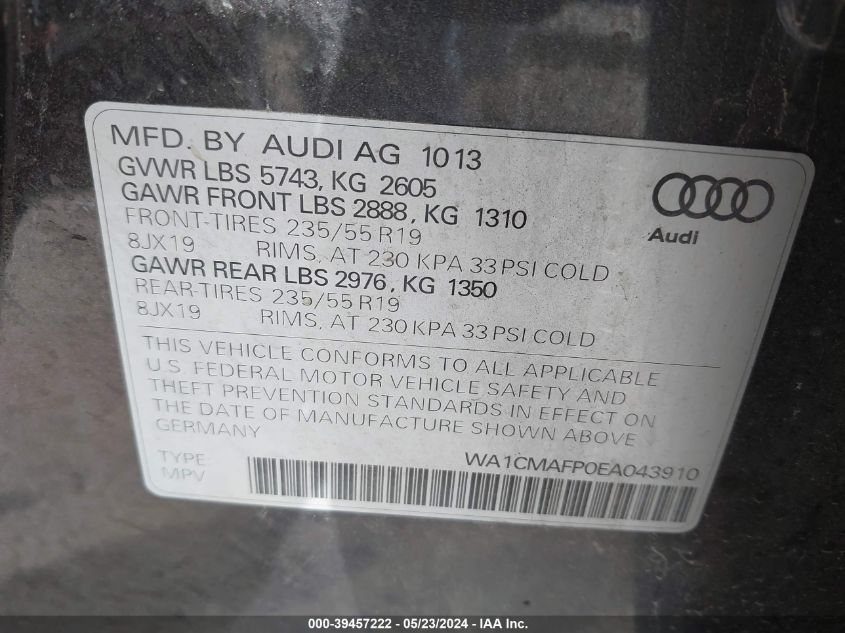 MFD. BY AUDI AG 10 13
GVWR LBS 5743, KG 2605
GAWR FRONT LBS 2888, KG 1310
FRONT-TIRES 235/55 R19
8JX19 RIMS, AT 230 KPA 33 PSI COLD
GAWR REAR LBS 2976, KG 1350
REAR-TIRES 235/55 R19
8JX19 RIMS, AT 230 KPA 33 PSI COLD
Audi
THIS VEHICLE CONFORMS TO ALL APPLICABLE
U.S. FEDERAL MOTOR VEHICLE SAFETY AND
THEFT PREVENTION STANDARDS IN EFFECT ON
THE DATE OF MANUFACTURE SHOWN ABOVE
GERMANY
TYPE: WA1CMAFP0EA043910
MPV
000-39457222 - 05/23/2024 - IAA Inc.